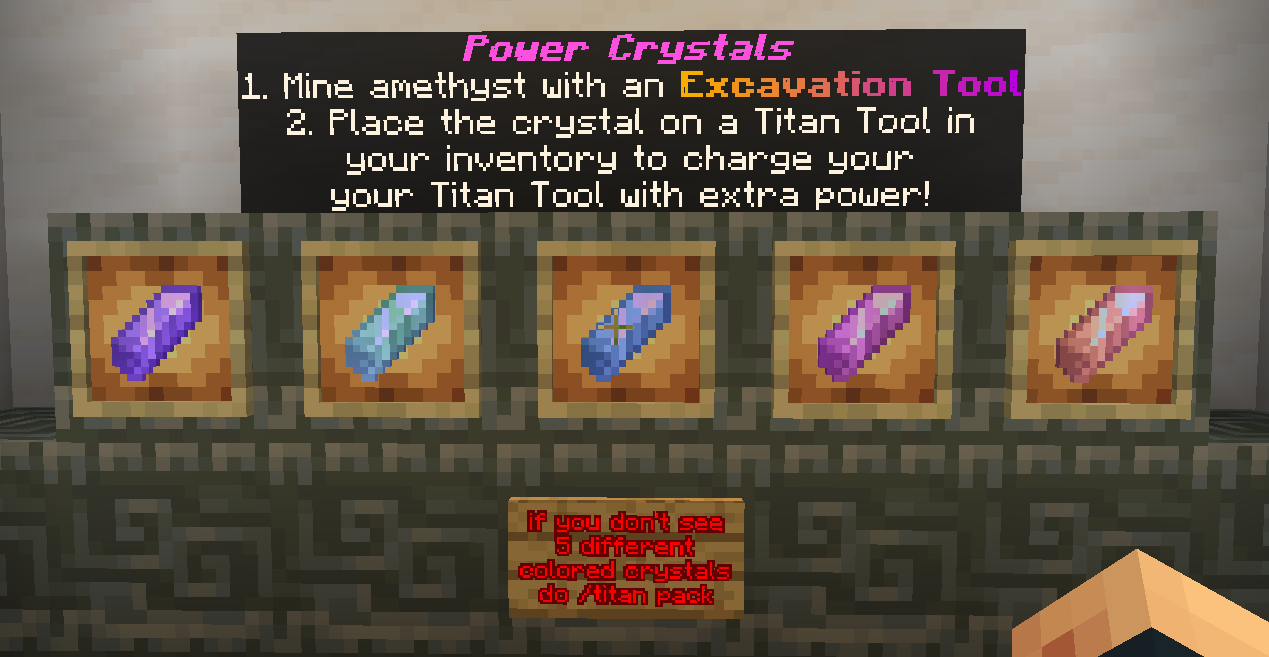 Power Crystals
1. Mine amethyst with an Excavation Tool
2. Place the crystal on a Titan Tool in
your inventory to charge your
your Titan Tool with extra power!
if you don't see
5 different
colored crystals
do /titan pack